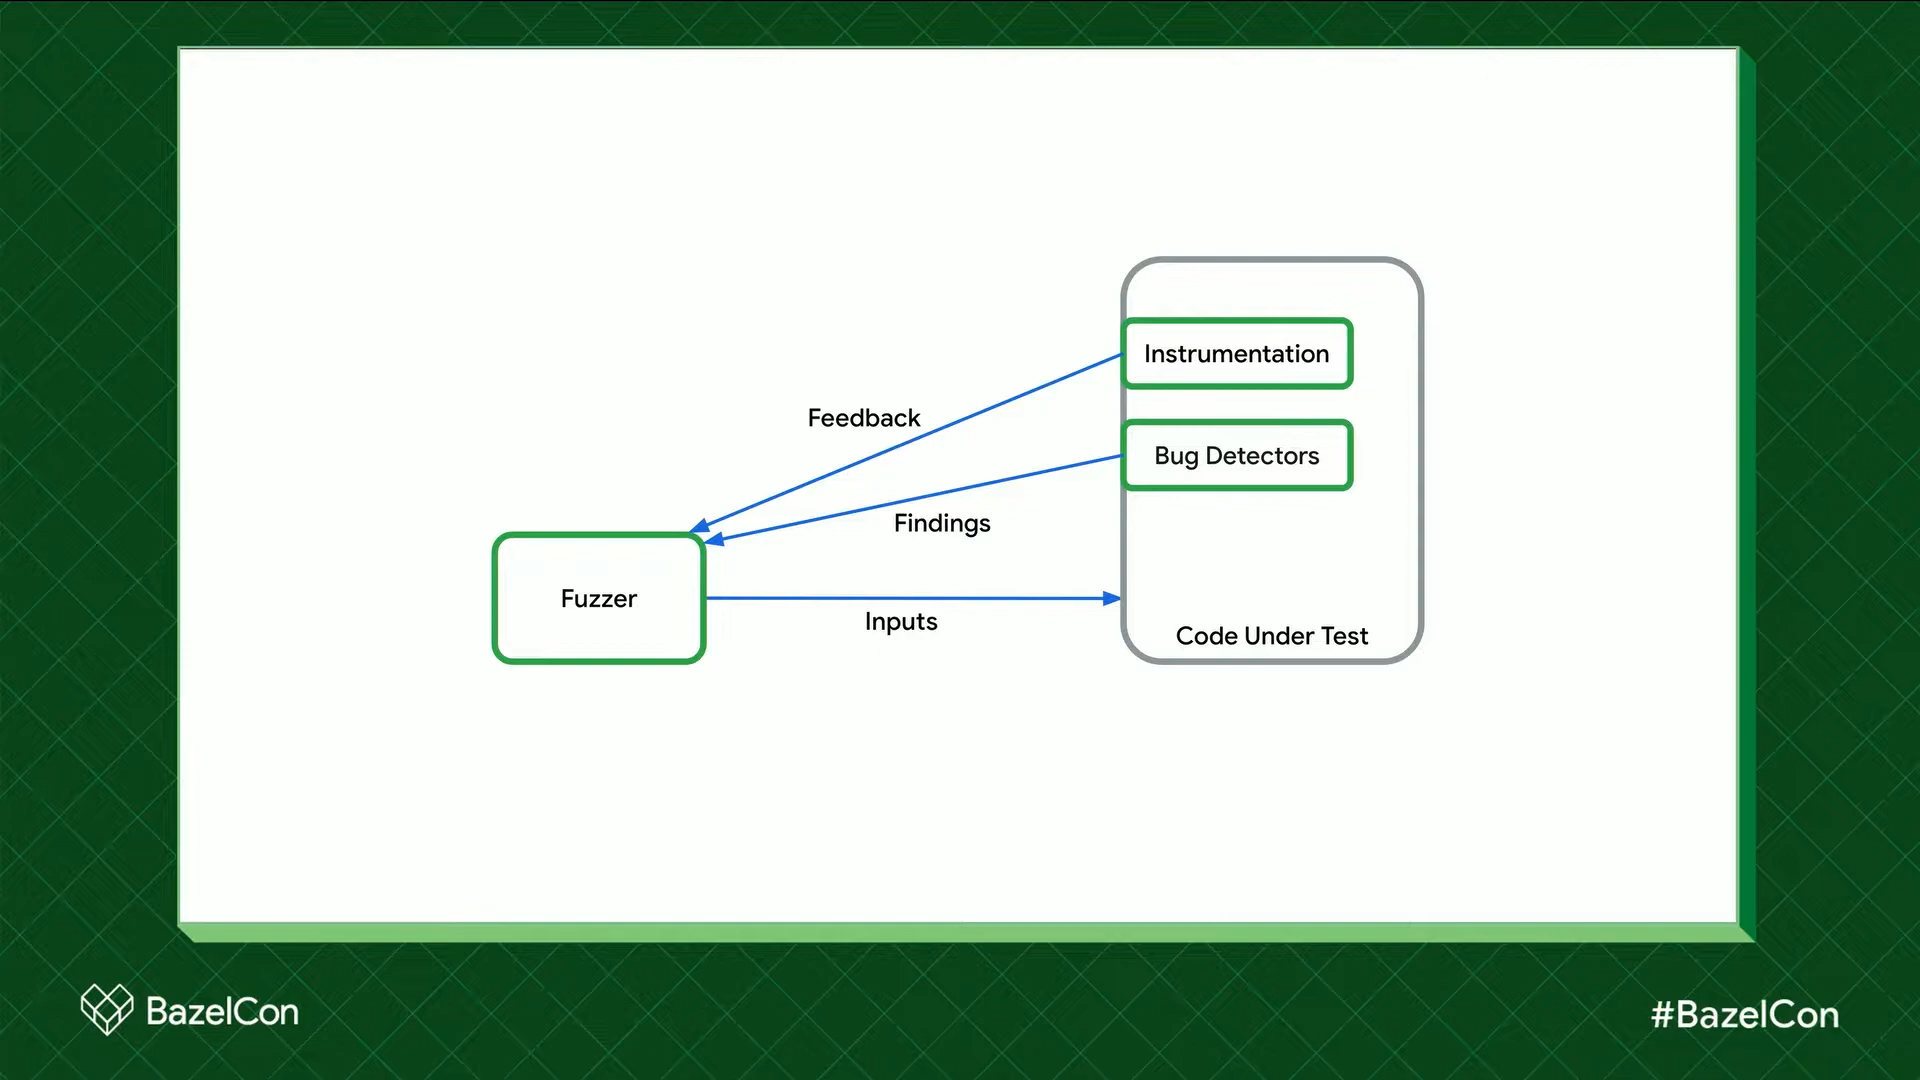 Instrumentation
Feedback
Bug Detectors
Findings
Fuzzer
Inputs
Code Under Test
BazelCon
#BazelCon